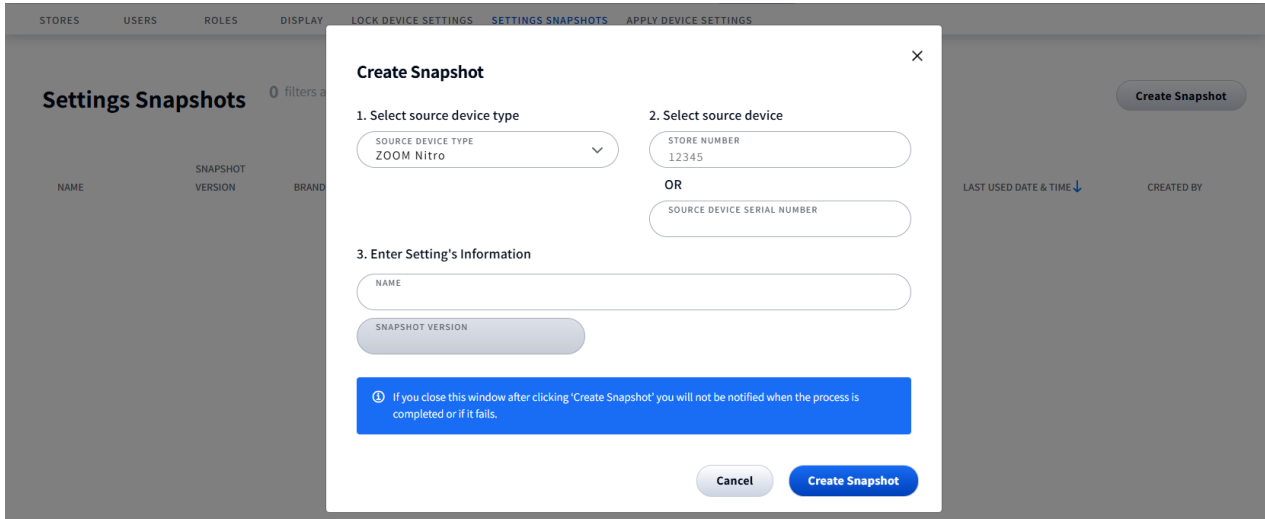 STORES USERS ROLES DISPLAY LOCK DEVICE SETTINGS SETTINGS SNAPSHOTS APPLY DEVICE SETTINGS
Settings Snapshots 0 filters a
Create Snapshot
NAME
SNAPSHOT
VERSION
BRAND
LAST USED DATE & TIME
CREATED BY
Create Snapshot
1. Select source device type
SOURCE DEVICE TYPE
ZOOM Nitro
2. Select source device
STORE NUMBER
12345
OR
SOURCE DEVICE SERIAL NUMBER
3. Enter Setting's Information
NAME
SNAPSHOT VERSION
If you close this window after clicking 'Create Snapshot' you will not be notified when the process is
completed or if it fails.
Cancel
Create Snapshot